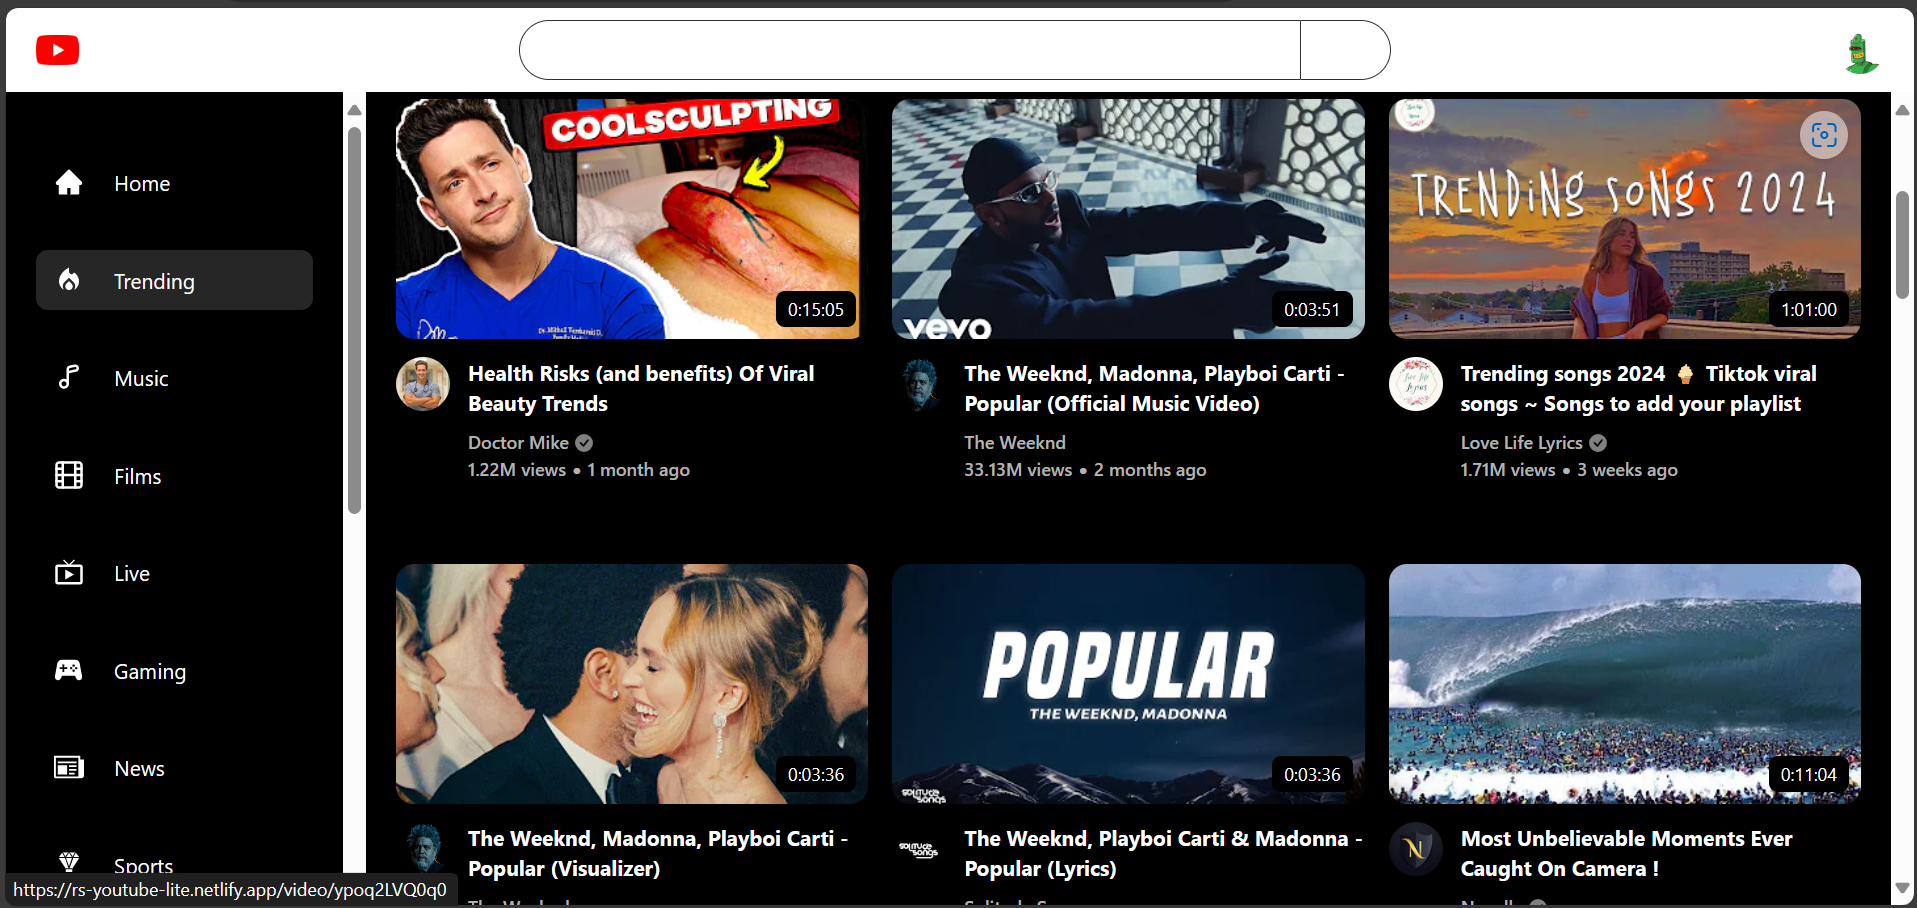 Home
Trending
Music
Films
Live
Gaming
News
Sports
COOLSCULPTING
0:15:05
Health Risks (and benefits) Of Viral
Beauty Trends
Doctor Mike
1.22M views • 1 month ago
vevo
0:03:51
The Weeknd, Madonna, Playboi Carti -
Popular (Official Music Video)
The Weeknd
33.13M views • 2 months ago
TRENDiNG SONGS 2024
1:01:00
Trending songs 2024 🍦 Tiktok viral
songs ~ Songs to add your playlist
Love Life Lyrics
1.71M views • 3 weeks ago
0:03:36
The Weeknd, Madonna, Playboi Carti -
Popular (Visualizer)
The Weeknd
POPULAR
THE WEEKND, MADONNA
SOLITUDE
SONGS
0:03:36
The Weeknd, Playboi Carti & Madonna -
Popular (Lyrics)
0:11:04
N
Most Unbelievable Moments Ever
Caught On Camera !
https://rs-youtube-lite.netlify.app/video/ypoq2LVQ0q0